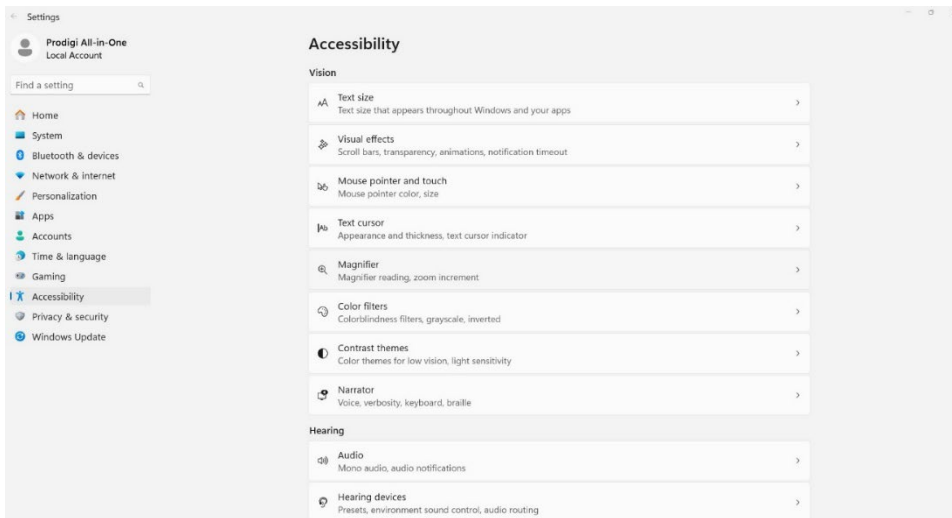 Settings
Prodigi All-in-One
Local Account
Find a setting
Home
System
Bluetooth & devices
Network & internet
Personalization
Apps
Accounts
Time & language
Gaming
Accessibility
Privacy & security
Windows Update
Accessibility
Vision
Text size
Text size that appears throughout Windows and your apps
Visual effects
Scroll bars, transparency, animations, notification timeout
Mouse pointer and touch
Mouse pointer color, size
Text cursor
Appearance and thickness, text cursor indicator
Magnifier
Magnifier reading, zoom increment
Color filters
Colorblindness filters, grayscale, inverted
Contrast themes
Color themes for low vision, light sensitivity
Narrator
Voice, verbosity, keyboard, braille
Hearing
Audio
Mono audio, audio notifications
Hearing devices
Presets, environment sound control, audio routing